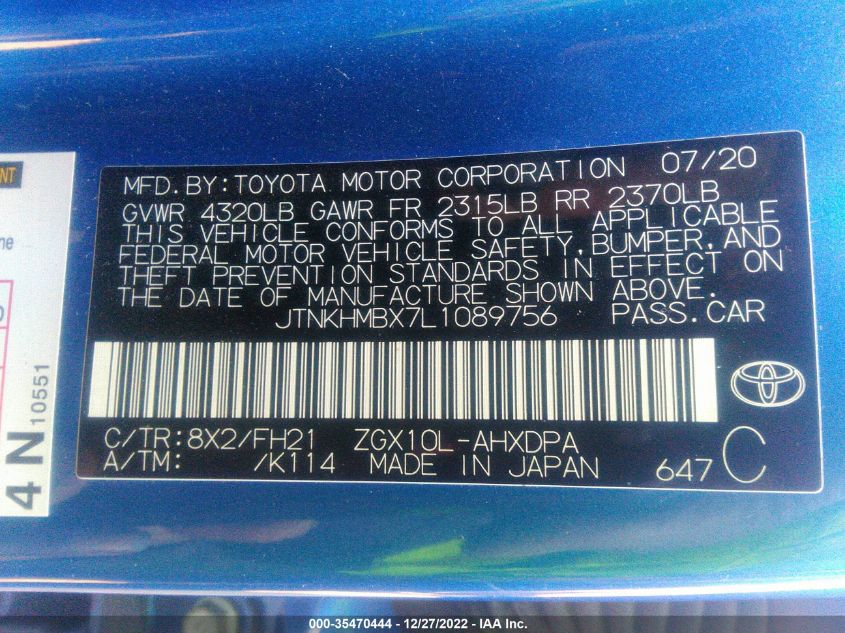 MFD.BY:TOYOTA MOTOR CORPORATION 07/20
GVWR 4320LB GAWR FR 2315LB RR 2370LB
THIS VEHICLE CONFORMS TO ALL APPLICABLE
FEDERAL MOTOR VEHICLE SAFETY,BUMPER,AND
THEFT PREVENTION STANDARDS IN EFFECT ON
THE DATE OF MANUFACTURE SHOWN ABOVE.
JTNKHMBX7L1089756 PASS.CAR
C/TR:8X2/FH21 ZGX10L-AHXDPA
A/TM: /K114 MADE IN JAPAN 647 C
4 N 10551
000-35470444 - 12/27/2022 - IAA Inc.